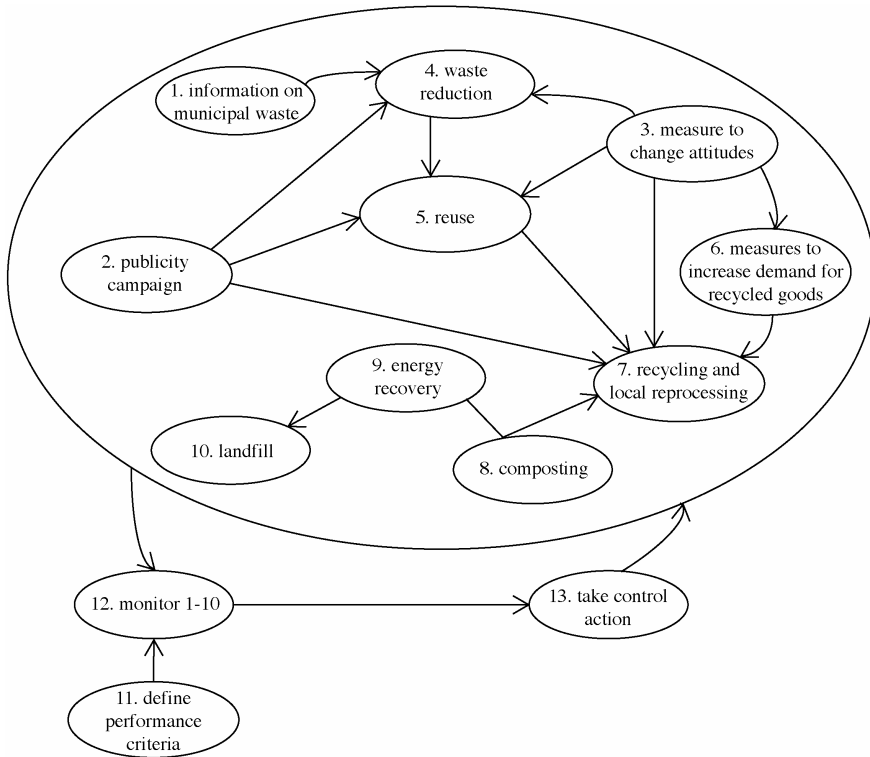 1. information on
municipal waste
4. waste
reduction
3. measure to
change attitudes
5. reuse
2. publicity
campaign
6. measures to
increase demand for
recycled goods
9. energy
recovery
7. recycling and
local reprocessing
10. landfill
8. composting
12. monitor 1-10
13. take control
action
11. define
performance
criteria